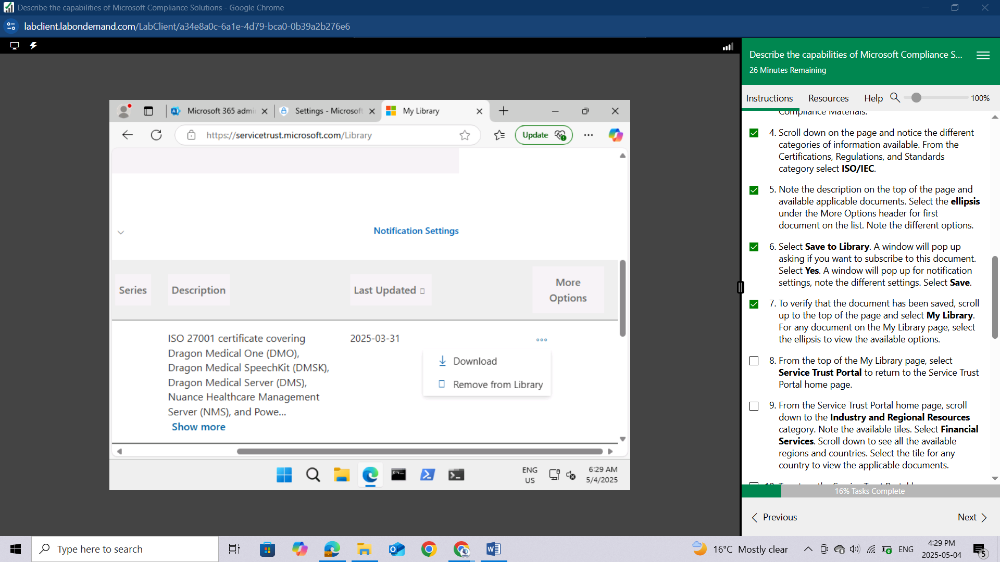 Describe the capabilities of Microsoft Compliance Solutions - Google Chrome
labclient.labondemand.com/LabClient/a34e8a0c-6a1e-4d79-bca0-0b39a2b276e6
Microsoft 365 admi
Settings - Microsoft
My Library
https://servicetrust.microsoft.com/Library
Update
Notification Settings
Series
Description
Last Updated
More
Options
ISO 27001 certificate covering
Dragon Medical One (DMO),
Dragon Medical SpeechKit (DMSK),
Dragon Medical Server (DMS),
Nuance Healthcare Management
Server (NMS), and Powe...
Show more
2025-03-31
Download
Remove from Library
ENG
US
6:29 AM
5/4/2025
Describe the capabilities of Microsoft Compliance S...
26 Minutes Remaining
Instructions
Resources
Help
100%
Compliance Materials.
4. Scroll down on the page and notice the different
categories of information available. From the
Certifications, Regulations, and Standards
category select ISO/IEC.
5. Note the description on the top of the page and
available applicable documents. Select the ellipsis
under the More Options header for first
document on the list. Note the different options.
6. Select Save to Library. A window will pop up
asking if you want to subscribe to this document.
Select Yes. A window will pop up for notification
settings, note the different settings. Select Save.
7. To verify that the document has been saved, scroll
up to the top of the page and select My Library.
For any document on the My Library page, select
the ellipsis to view the available options.
8. From the top of the My Library page, select
Service Trust Portal to return to the Service Trust
Portal home page.
9. From the Service Trust Portal home page, scroll
down to the Industry and Regional Resources
category. Note the available tiles. Select Financial
Services. Scroll down to see all the available
regions and countries. Select the tile for any
country to view the applicable documents.
16% Tasks Complete
Previous
Next
Type here to search
16°C Mostly clear
ENG
4:29 PM
2025-05-04
5